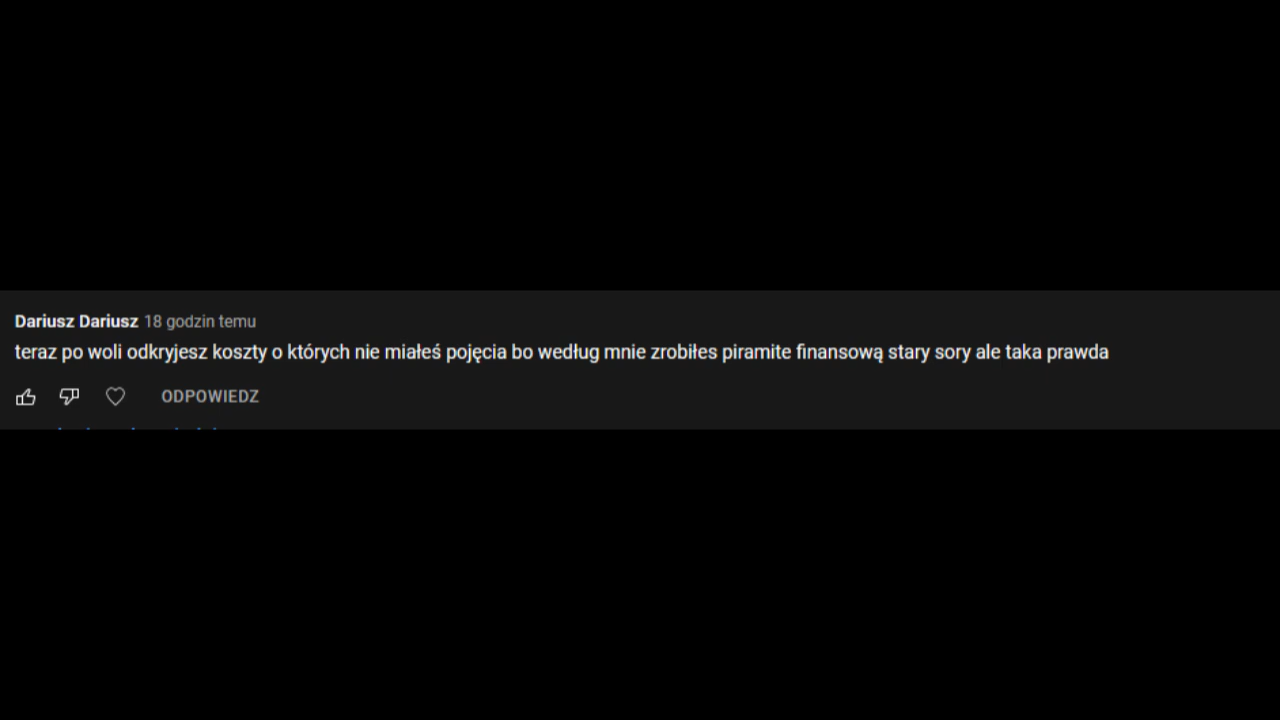 Dariusz Dariusz 18 godzin temu
teraz po woli odkryjesz koszty o których nie miałeś pojęcia bo według mnie zrobiłes piramite finansową stary sory ale taka prawda
ODPOWIEDZ